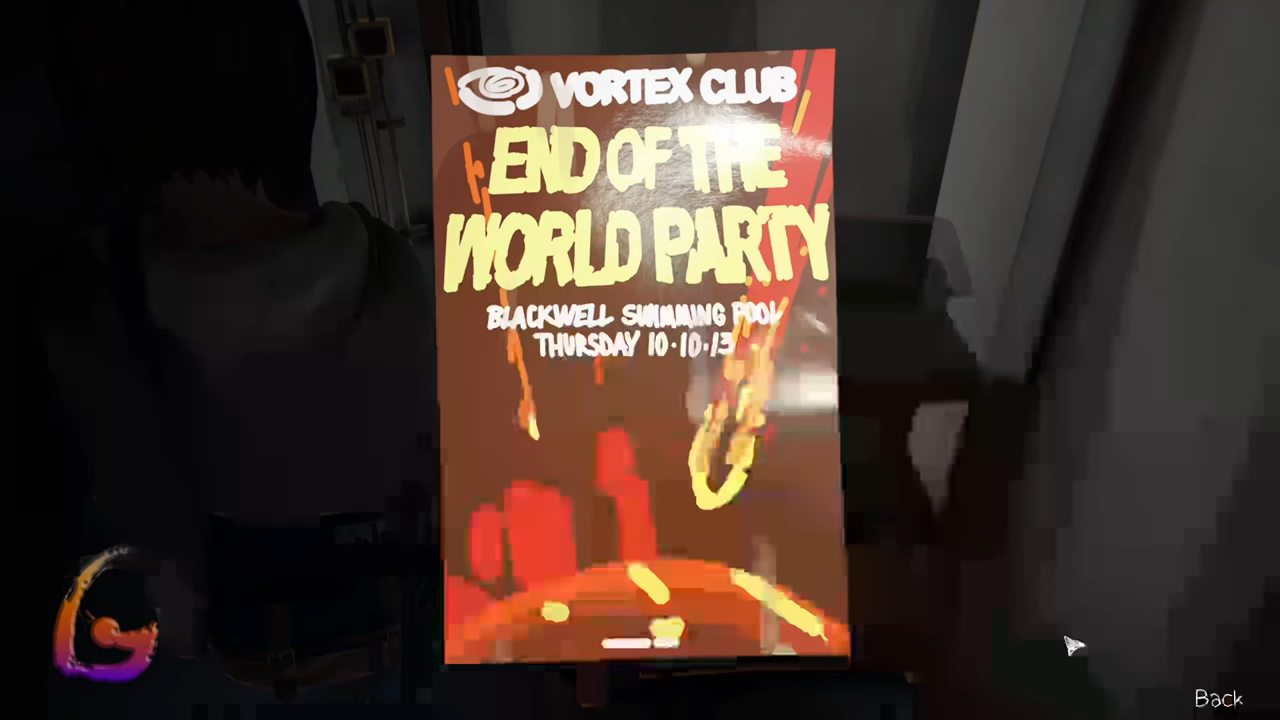 VORTEX CLUB
END OF THE
WORLD PARTY
BLACKWELL SWIMMING POOL
THURSDAY 10·10·13
Back